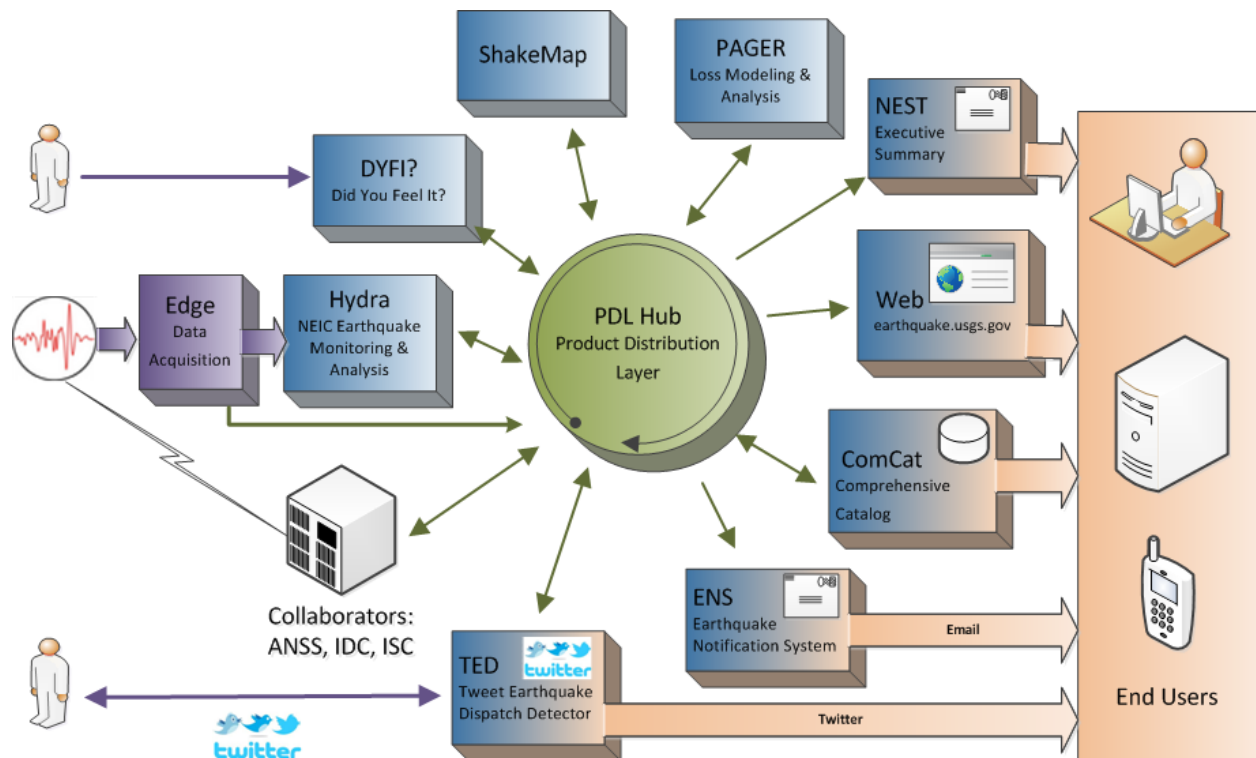 ShakeMap
PAGER
Loss Modeling &
Analysis
NEST
Executive
Summary
DYFI?
Did You Feel It?
Edge
Data
Acquisition
Hydra
NEIC Earthquake
Monitoring &
Analysis
PDL Hub
Product Distribution
Layer
Web
earthquake.usgs.gov
ComCat
Comprehensive
Catalog
Collaborators:
ANSS, IDC, ISC
ENS
Earthquake
Notification System
Email
TED
twitter
Tweet Earthquake
Dispatch Detector
Twitter
twitter
End Users